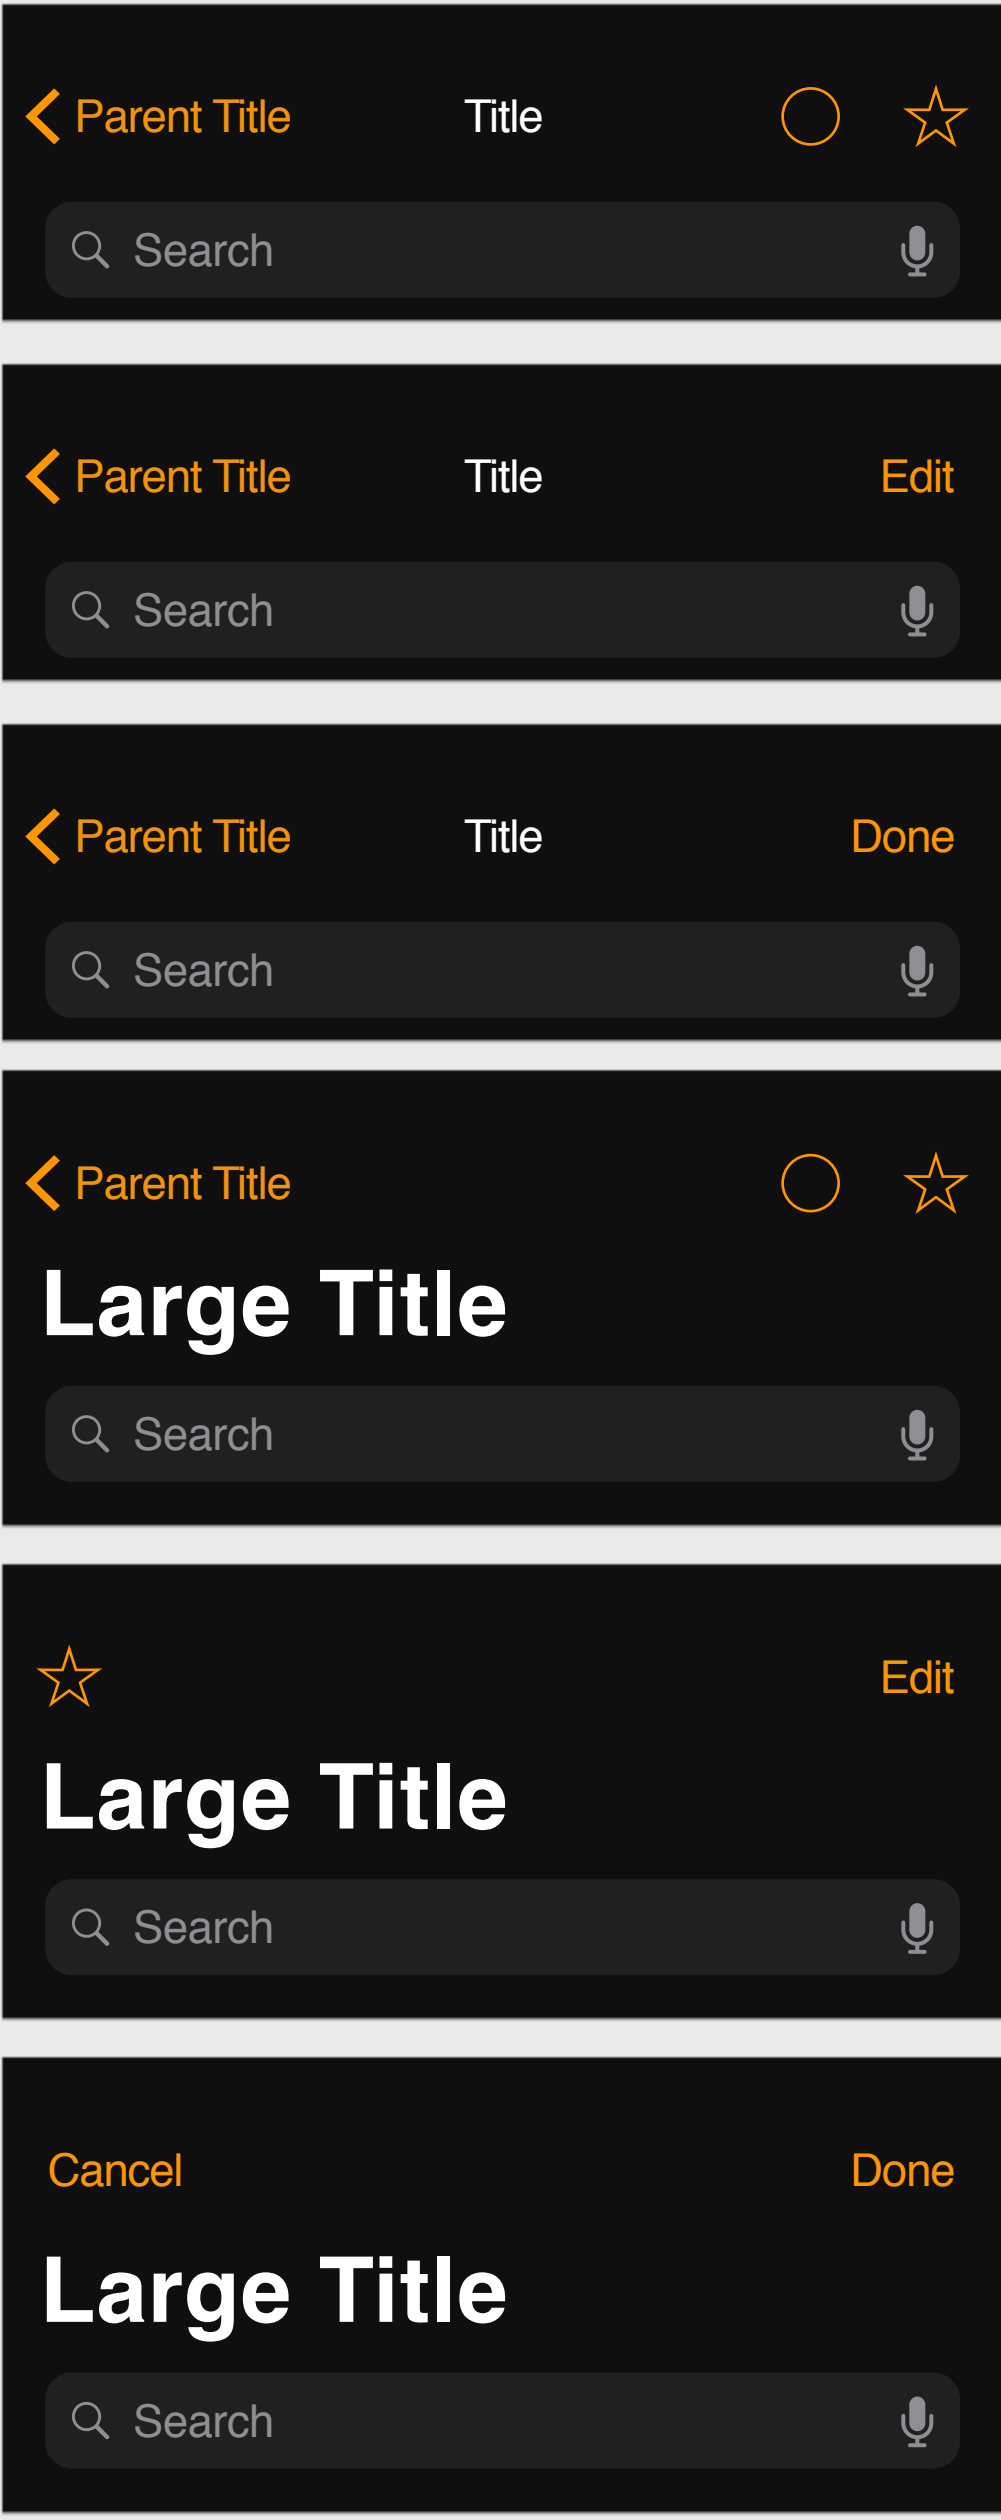 Parent Title Title
Search
Parent Title Title Edit
Search
Parent Title Title Done
Search
Parent Title
Large Title
Search
Edit
Large Title
Search
Cancel Done
Large Title
Search